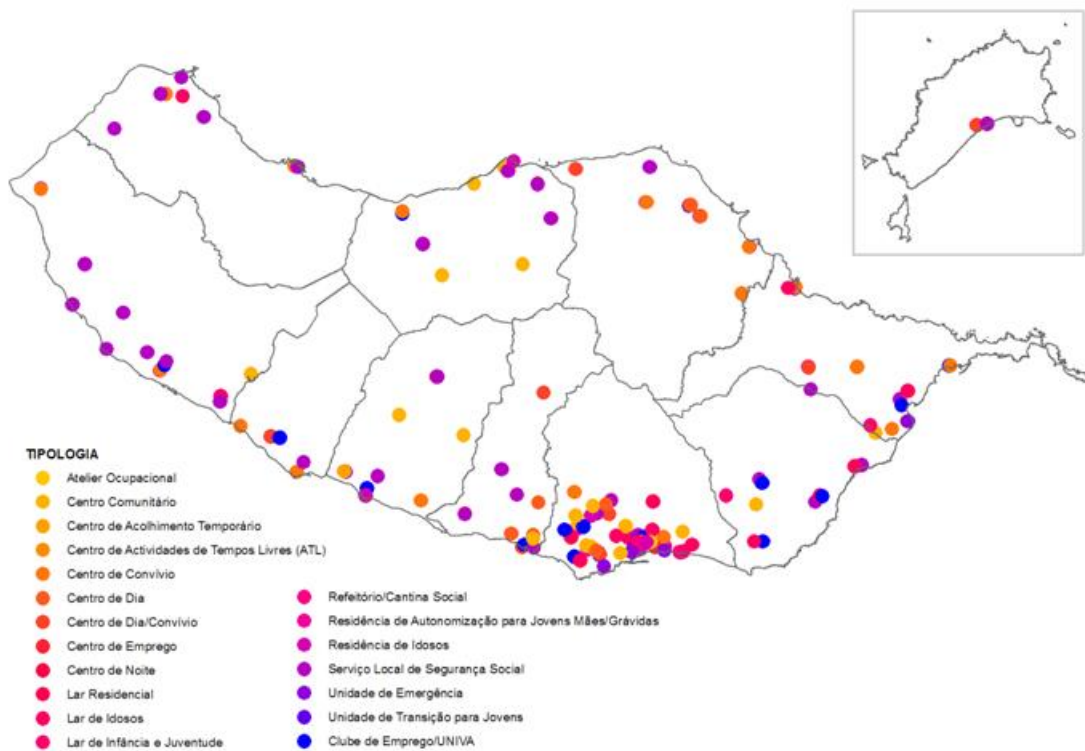 TIPOLOGIA
Atelier Ocupacional
Centro Comunitário
Centro de Acolhimento Temporário
Centro de Actividades de Tempos Livres (ATL)
Centro de Convívio
Centro de Dia
Centro de Dia/Convívio
Centro de Emprego
Centro de Noite
Lar Residencial
Lar de Idosos
Lar de Infância e Juventude
Refeitório/Cantina Social
Residência de Autonomização para Jovens Mães/Grávidas
Residência de Idosos
Serviço Local de Segurança Social
Unidade de Emergência
Unidade de Transição para Jovens
Clube de Emprego/UNIVA